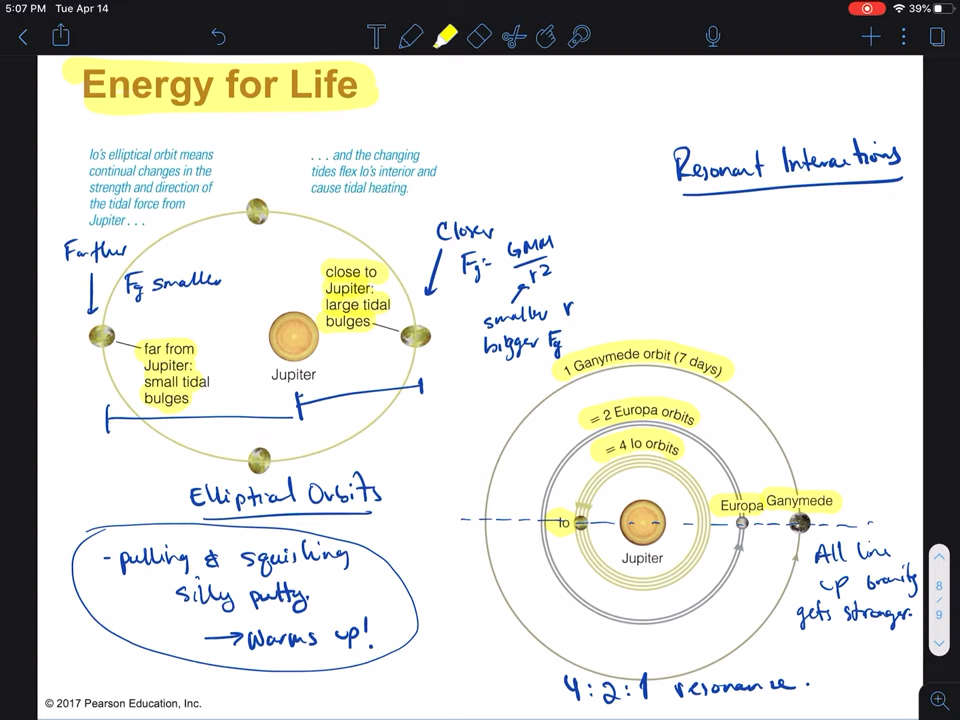 5:07 PM Tue Apr 14
39%
Energy for Life
Io's elliptical orbit means
continual changes in the
strength and direction of
the tidal force from
Jupiter . . .
. . . and the changing
tides flex Io's interior and
cause tidal heating.
Resonant Interactions
Farther
Fg smaller
Closer
Fg = GMM
r2
smaller r
bigger Fg
close to
Jupiter:
large tidal
bulges
far from
Jupiter:
small tidal
bulges
Jupiter
Elliptical Orbits
- pulling & squishing
silly putty.
→ Warms up!
1 Ganymede orbit (7 days)
= 2 Europa orbits
= 4 Io orbits
Io
Jupiter
Europa
Ganymede
All line
up gravity
gets stronger.
4:2:1 resonance.
8
/
9
© 2017 Pearson Education, Inc.